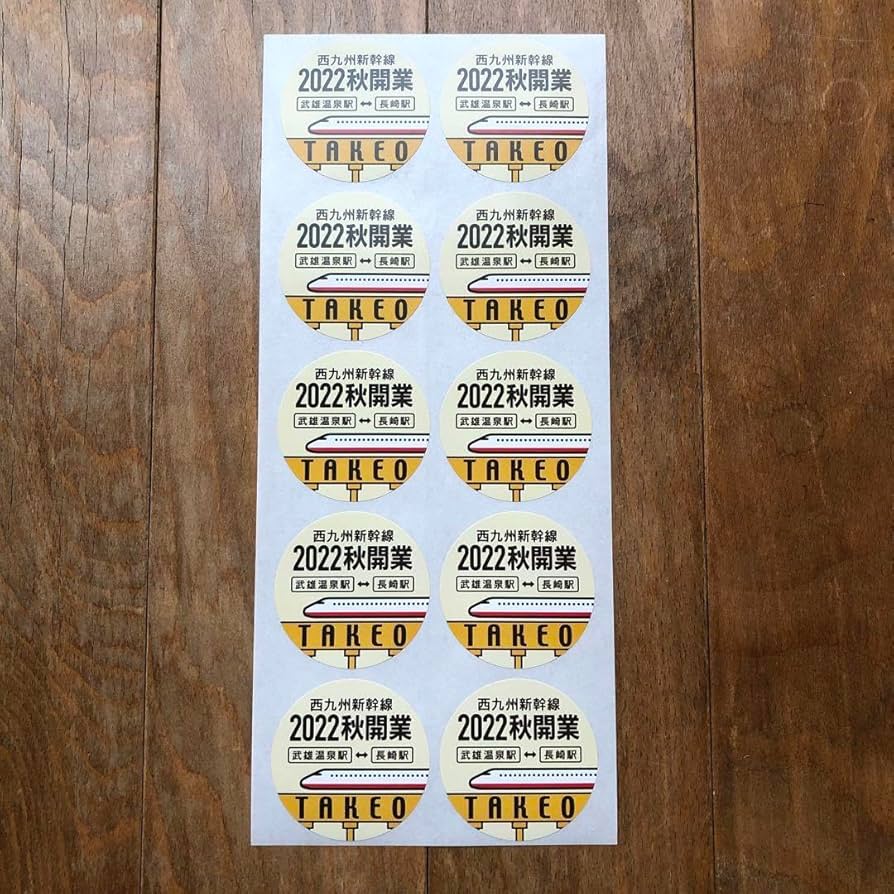 西九州新幹線
2022秋開業
武雄温泉駅 ↔ 長崎駅
TAKEO
西九州新幹線
2022秋開業
武雄温泉駅 ↔ 長崎駅
TAKEO
西九州新幹線
2022秋開業
武雄温泉駅 ↔ 長崎駅
TAKEO
西九州新幹線
2022秋開業
武雄温泉駅 ↔ 長崎駅
TAKEO
西九州新幹線
2022秋開業
武雄温泉駅 ↔ 長崎駅
TAKEO
西九州新幹線
2022秋開業
武雄温泉駅 ↔ 長崎駅
TAKEO
西九州新幹線
2022秋開業
武雄温泉駅 ↔ 長崎駅
TAKEO
西九州新幹線
2022秋開業
武雄温泉駅 ↔ 長崎駅
TAKEO
西九州新幹線
2022秋開業
武雄温泉駅 ↔ 長崎駅
TAKEO
西九州新幹線
2022秋開業
武雄温泉駅 ↔ 長崎駅
TAKEO